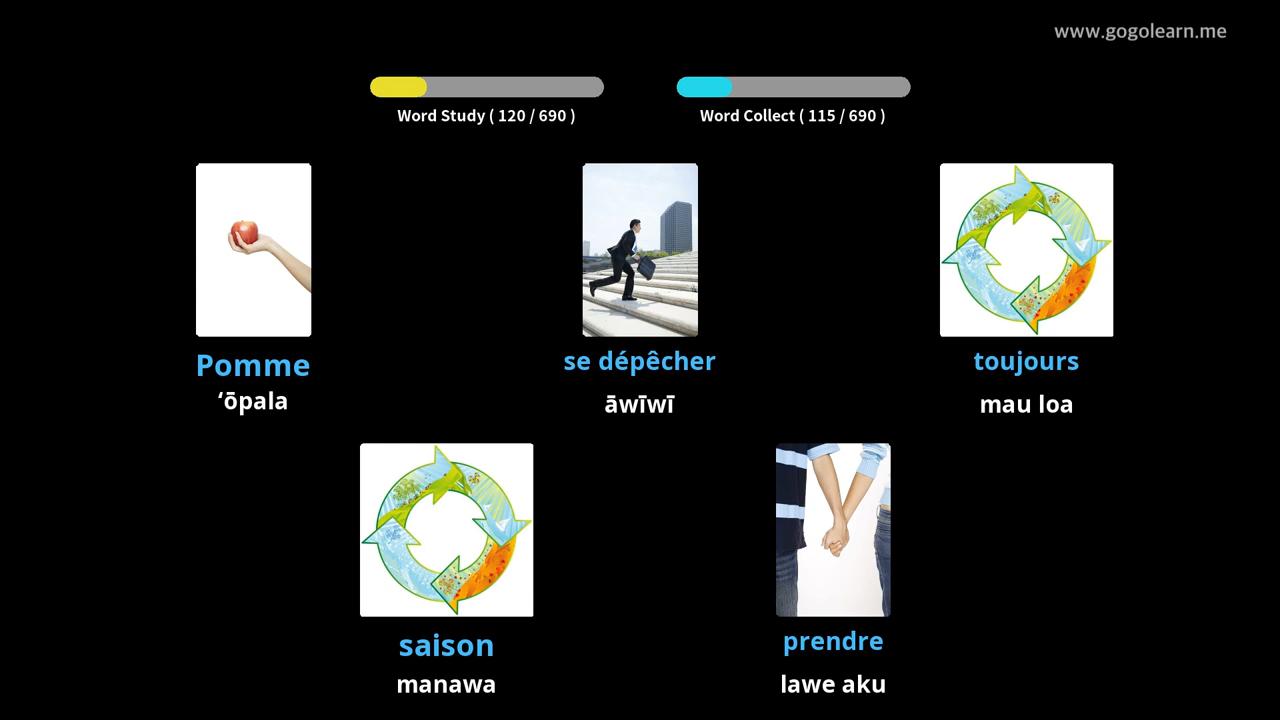 www.gogolearn.me
Word Study ( 120 / 690 )
Word Collect ( 115 / 690 )
Pomme
ʻōpala
se dépêcher
āwīwī
toujours
mau loa
saison
manawa
prendre
lawe aku